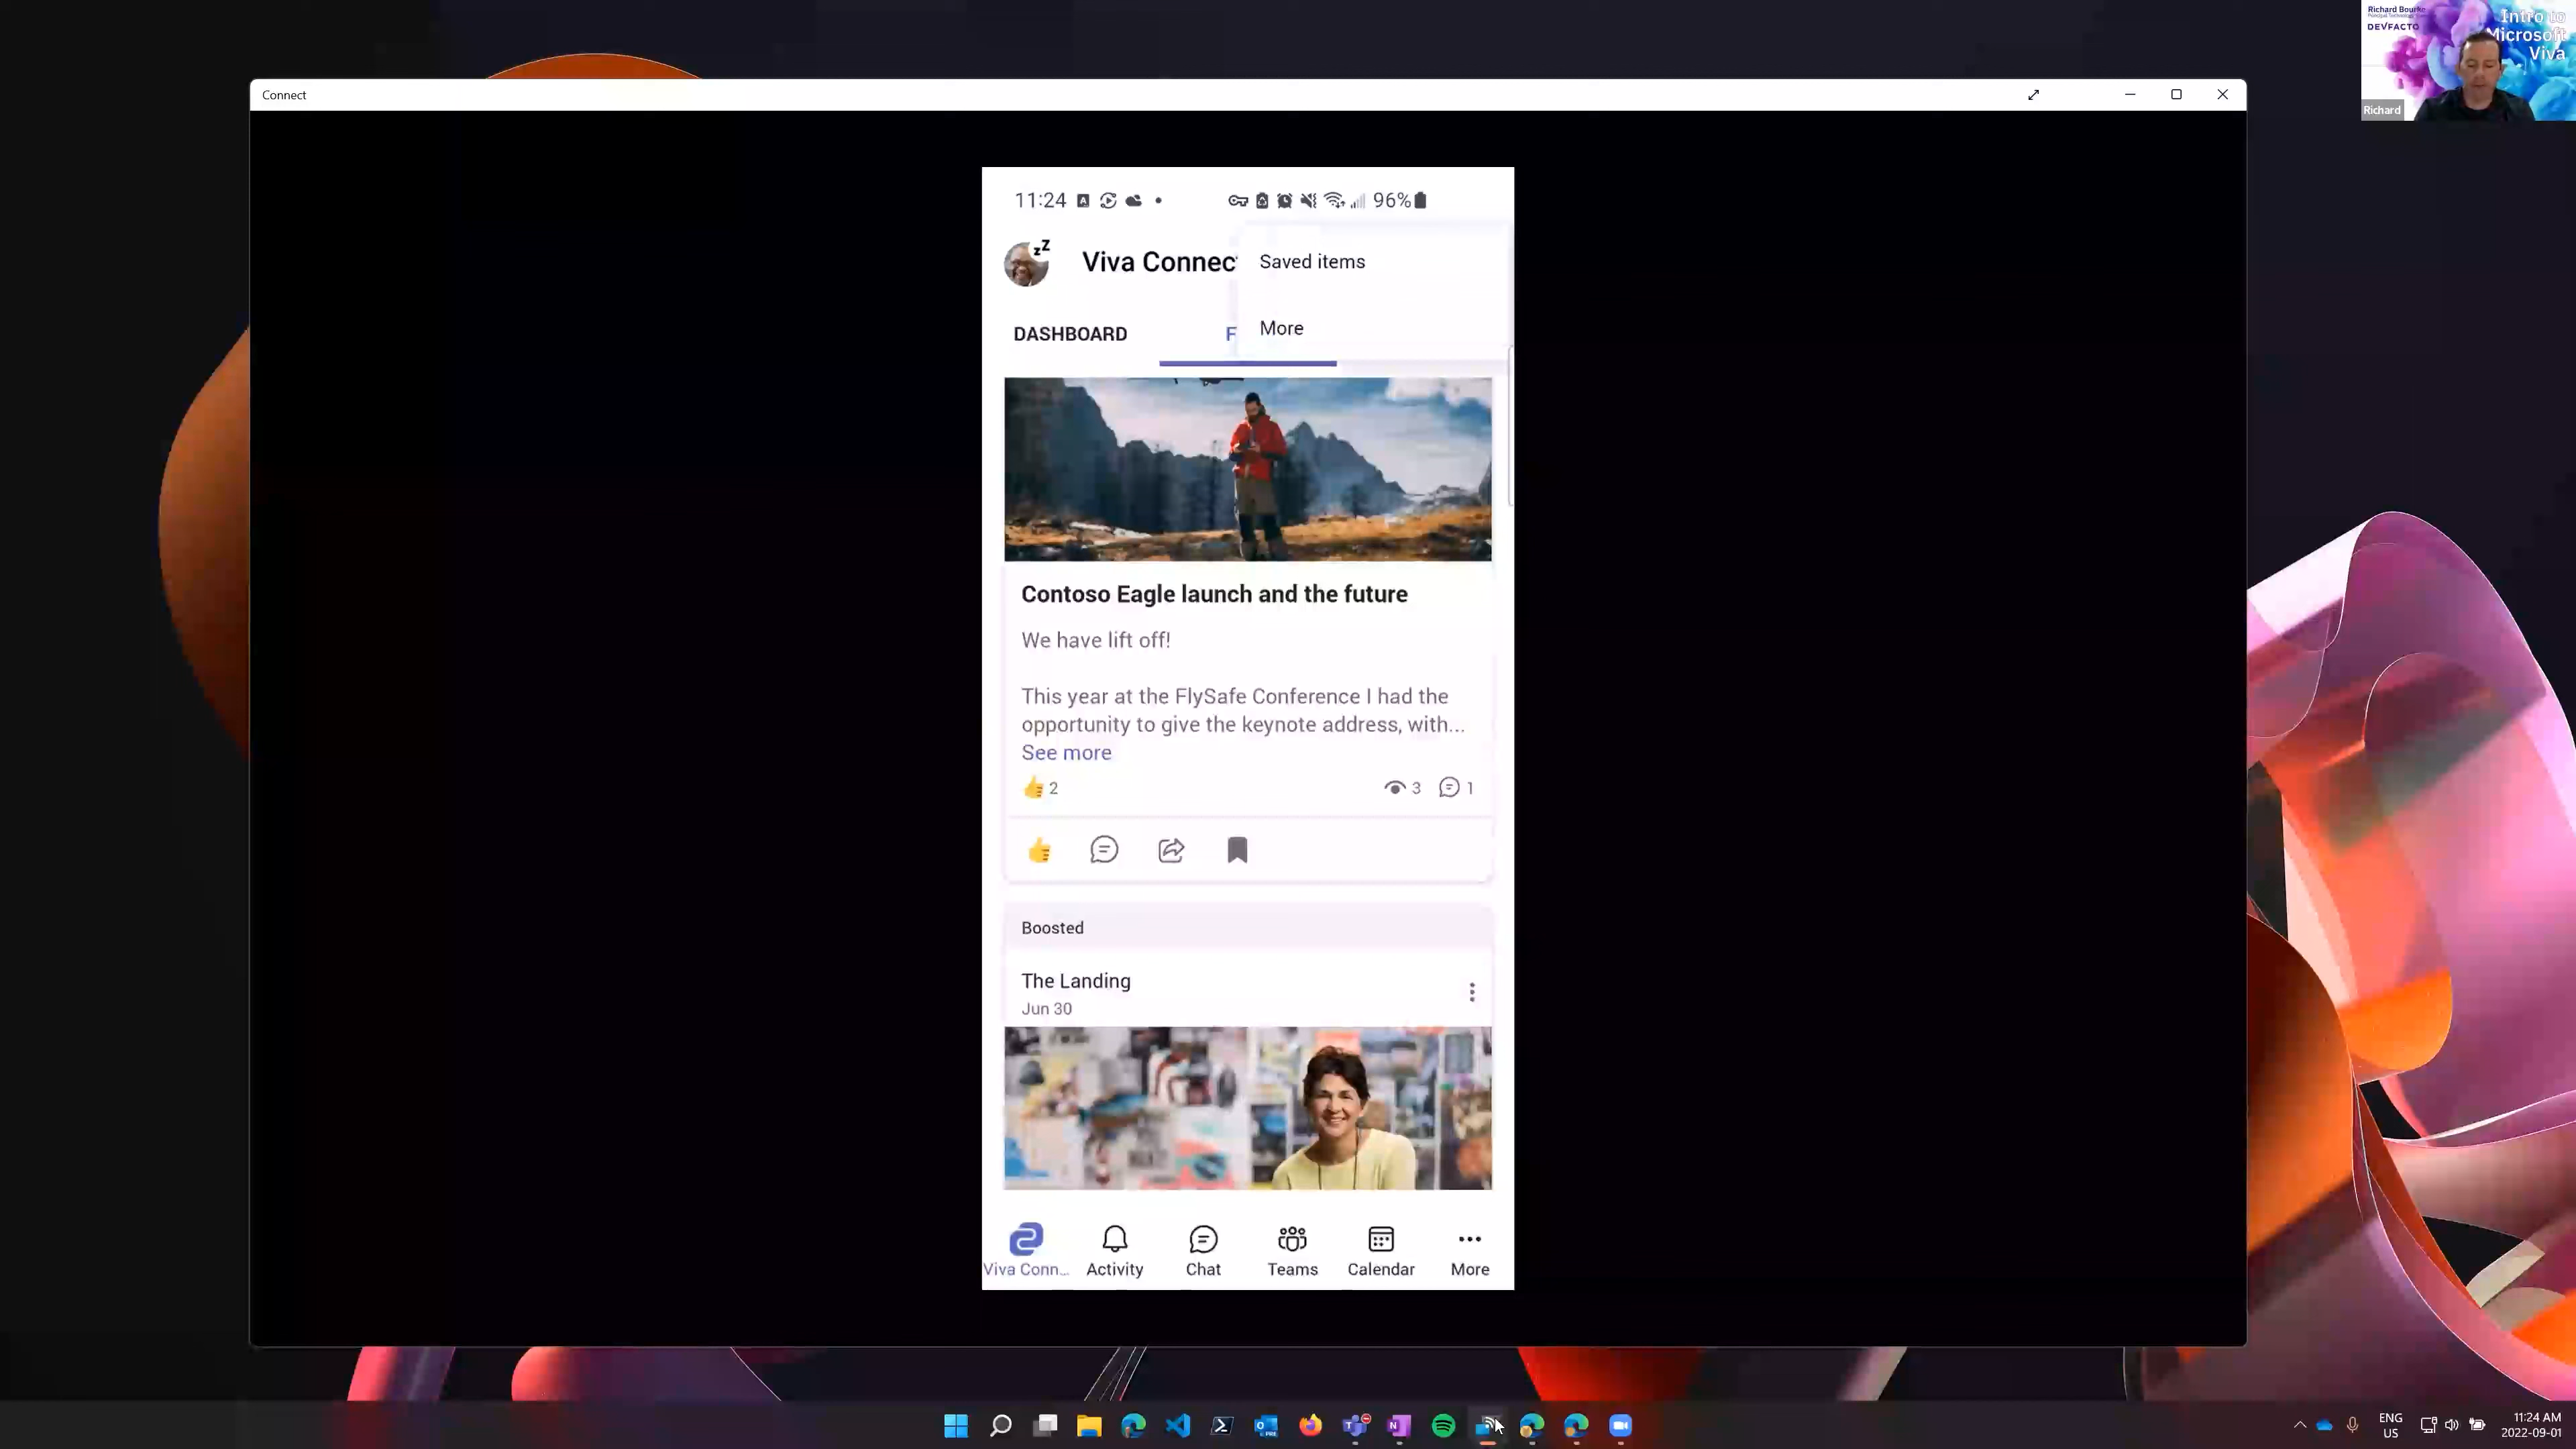 Connect
Richard Bourke
DEVFACTO
Intro to
Microsoft
Viva
Richard
11:24
96%
zZ
Viva Connec
Saved items
DASHBOARD
F
More
Contoso Eagle launch and the future
We have lift off!
This year at the FlySafe Conference I had the
opportunity to give the keynote address, with...
See more
2
3
1
Boosted
The Landing
Jun 30
Viva Conn...
Activity
Chat
Teams
Calendar
More
ENG
US
11:24 AM
2022-09-01